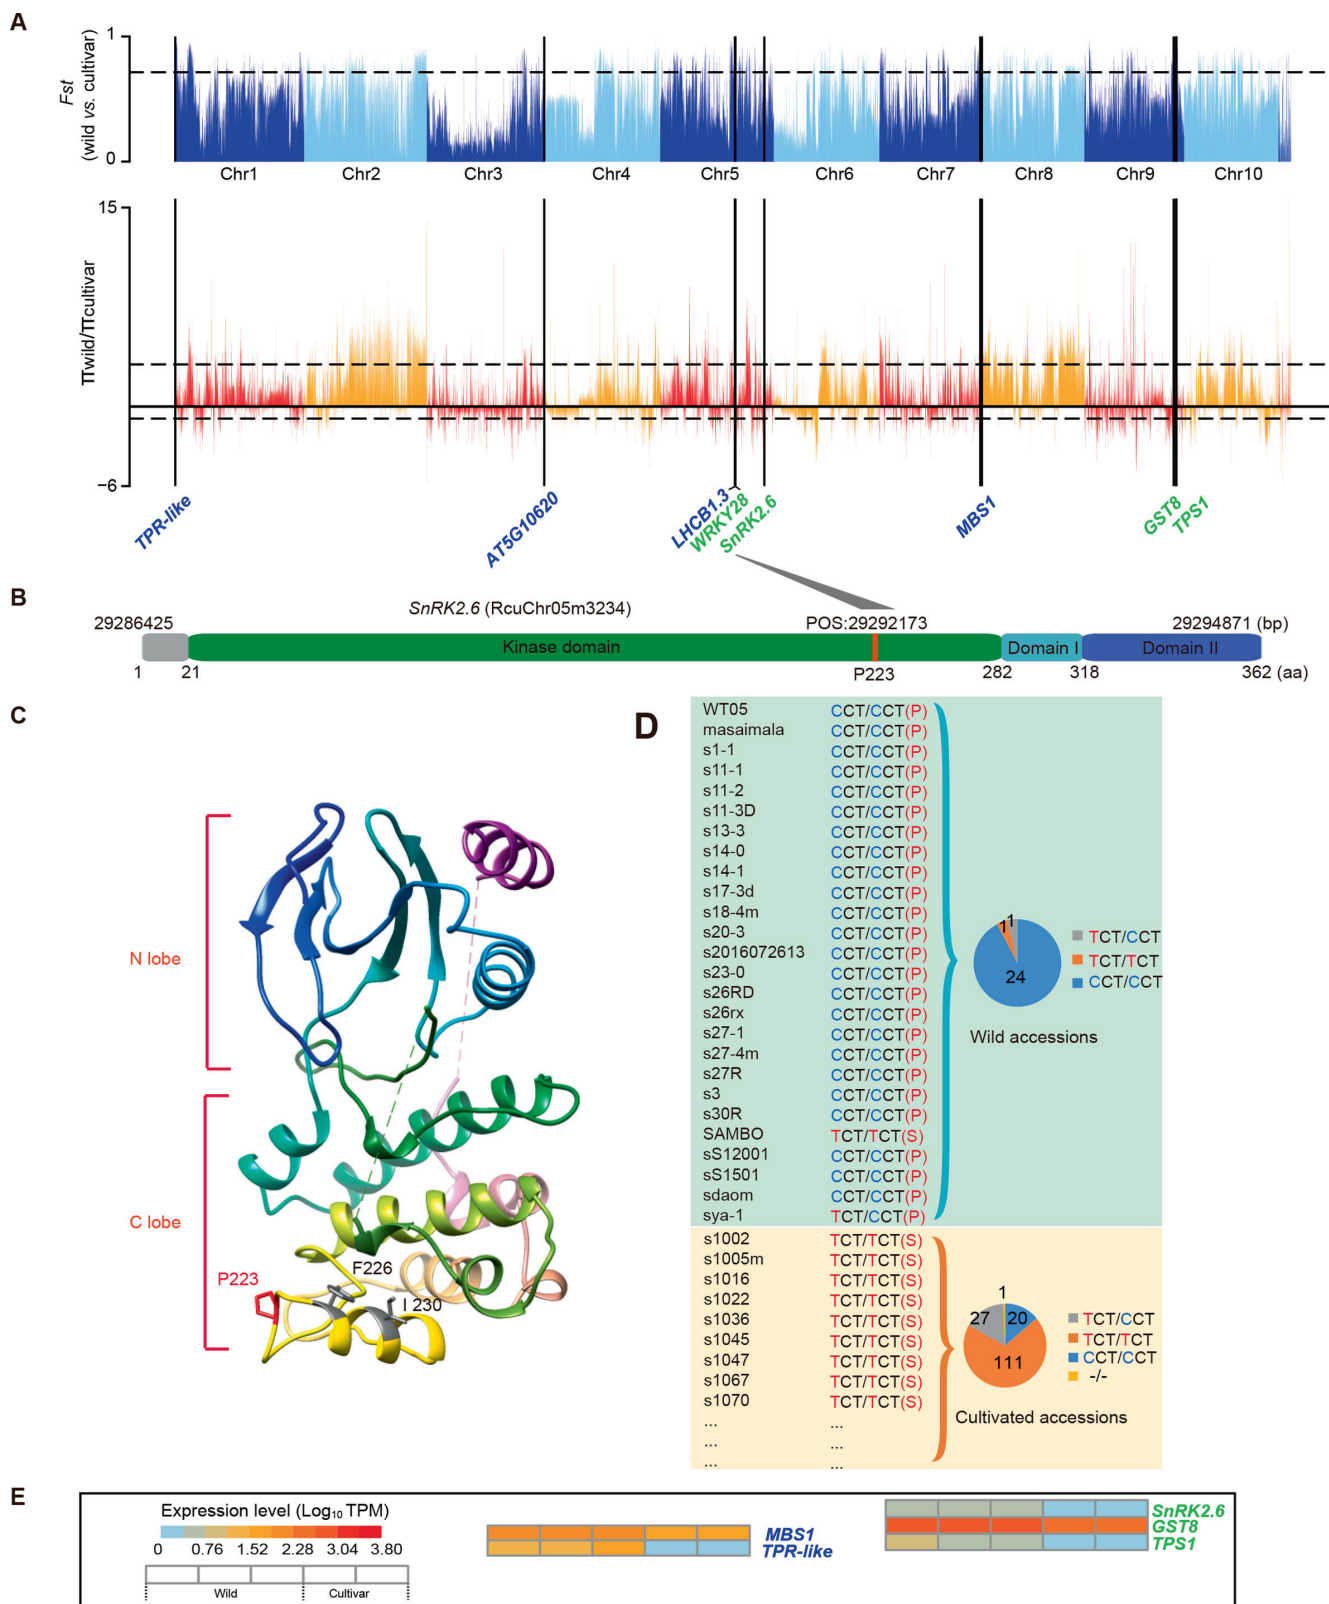 A
1
Fst
(wild vs. cultivar)
0
Chr1 Chr2 Chr3 Chr4 Chr5 Chr6 Chr7 Chr8 Chr9 Chr10
15
πwild/πcultivar
−6
TPR-like
AT5G10620
LHCB1.3
WRKY28
SnRK2.6
MBS1
GST8
TPS1
B
SnRK2.6 (RcuChr05m3234)
29286425 POS:29292173 29294871 (bp)
Kinase domain Domain I Domain II
1 21 P223 282 318 362 (aa)
C
N lobe
C lobe
P223
F226
I 230
D
WT05 CCT/CCT(P)
masaimala CCT/CCT(P)
s1-1 CCT/CCT(P)
s11-1 CCT/CCT(P)
s11-2 CCT/CCT(P)
s11-3D CCT/CCT(P)
s13-3 CCT/CCT(P)
s14-0 CCT/CCT(P)
s14-1 CCT/CCT(P)
s17-3d CCT/CCT(P)
s18-4m CCT/CCT(P)
s20-3 CCT/CCT(P)
s2016072613 CCT/CCT(P)
s23-0 CCT/CCT(P)
s26RD CCT/CCT(P)
s26rx CCT/CCT(P)
s27-1 CCT/CCT(P)
s27-4m CCT/CCT(P)
s27R CCT/CCT(P)
s3 CCT/CCT(P)
s30R CCT/CCT(P)
SAMBO TCT/TCT(S)
sS12001 CCT/CCT(P)
sS1501 CCT/CCT(P)
sdaom CCT/CCT(P)
sya-1 TCT/CCT(P)
1 1
24
TCT/CCT
TCT/TCT
CCT/CCT
Wild accessions
s1002 TCT/TCT(S)
s1005m TCT/TCT(S)
s1016 TCT/TCT(S)
s1022 TCT/TCT(S)
s1036 TCT/TCT(S)
s1045 TCT/TCT(S)
s1047 TCT/TCT(S)
s1067 TCT/TCT(S)
s1070 TCT/TCT(S)
... ...
... ...
... ...
1
27 20
111
TCT/CCT
TCT/TCT
CCT/CCT
-/-
Cultivated accessions
E
Expression level (Log10 TPM)
0 0.76 1.52 2.28 3.04 3.80
Wild Cultivar
MBS1
TPR-like
SnRK2.6
GST8
TPS1